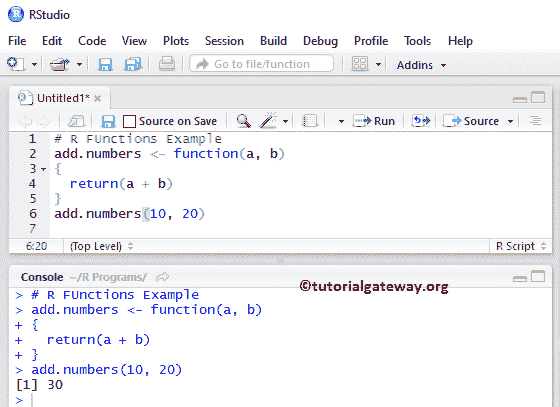 RStudio
File Edit Code View Plots Session Build Debug Profile Tools Help
Go to file/function Addins
Untitled1*
Source on Save Run Source
1 # R FUnctions Example
2 add.numbers <- function(a, b)
3 {
4 return(a + b)
5 }
6 add.numbers(10, 20)
7
6:20 (Top Level) R Script
Console ~/R Programs/
©tutorialgateway.org
> # R FUnctions Example
> add.numbers <- function(a, b)
+ {
+ return(a + b)
+ }
> add.numbers(10, 20)
[1] 30
>